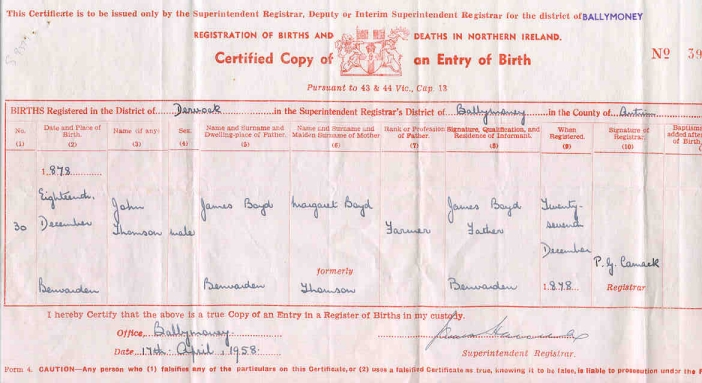 This Certificate is to be issued only by the Superintendent Registrar, Deputy or Interim Superintendent Registrar for the district of BALLYMONEY
REGISTRATION OF BIRTHS AND DEATHS IN NORTHERN IRELAND.
Certified Copy of an Entry of Birth
Nº 39
Pursuant to 43 & 44 Vic., Cap. 13
BIRTHS Registered in the District of Dervock in the Superintendent Registrar's District of Ballymoney in the County of Antrim
No. Date and Place of Birth. Name (if any) Sex. Name and Surname and Dwelling-place of Father. Name and Surname and Maiden Surname of Mother. Rank or Profession of Father. Signature, Qualification, and Residence of Informant. When Registered. Signature of Registrar. Baptism added after of Birth
(1) (2) (3) (4) (5) (6) (7) (8) (9) (10)
1878
Eighteenth John James Boyd Margaret Boyd James Boyd Twenty-
30 December Thomson male Farmer Father seventh
December
P. G. Camack
formerly
Benvarden Benvarden Thomson Benvarden 1878 Registrar
I hereby Certify that the above is a true Copy of an Entry in a Register of Births in my custody.
Office, Ballymoney
Date 17th April, 1958. Superintendent Registrar.
Form 4. CAUTION—Any person who (1) falsifies any of the particulars on this Certificate, or (2) uses a falsified Certificate as true, knowing it to be false, is liable to prosecution under the